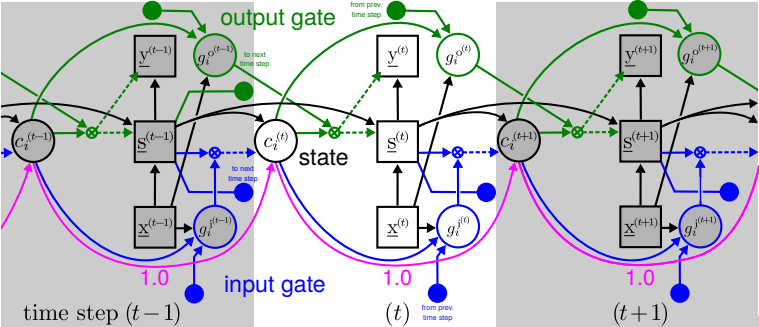 output gate
from prev.
time step
y^(t−1)
g_i^o^(t−1)
to next
time step
y^(t)
g_i^o^(t)
y^(t+1)
g_i^o^(t+1)
c_i^(t−1)
s^(t−1)
c_i^(t)
state
s^(t)
c_i^(t+1)
s^(t+1)
to next
time step
x^(t−1)
g_i^i^(t−1)
x^(t)
g_i^i^(t)
x^(t+1)
g_i^i^(t+1)
1.0
input gate
1.0
1.0
time step (t−1)
(t)
from prev.
time step
(t+1)